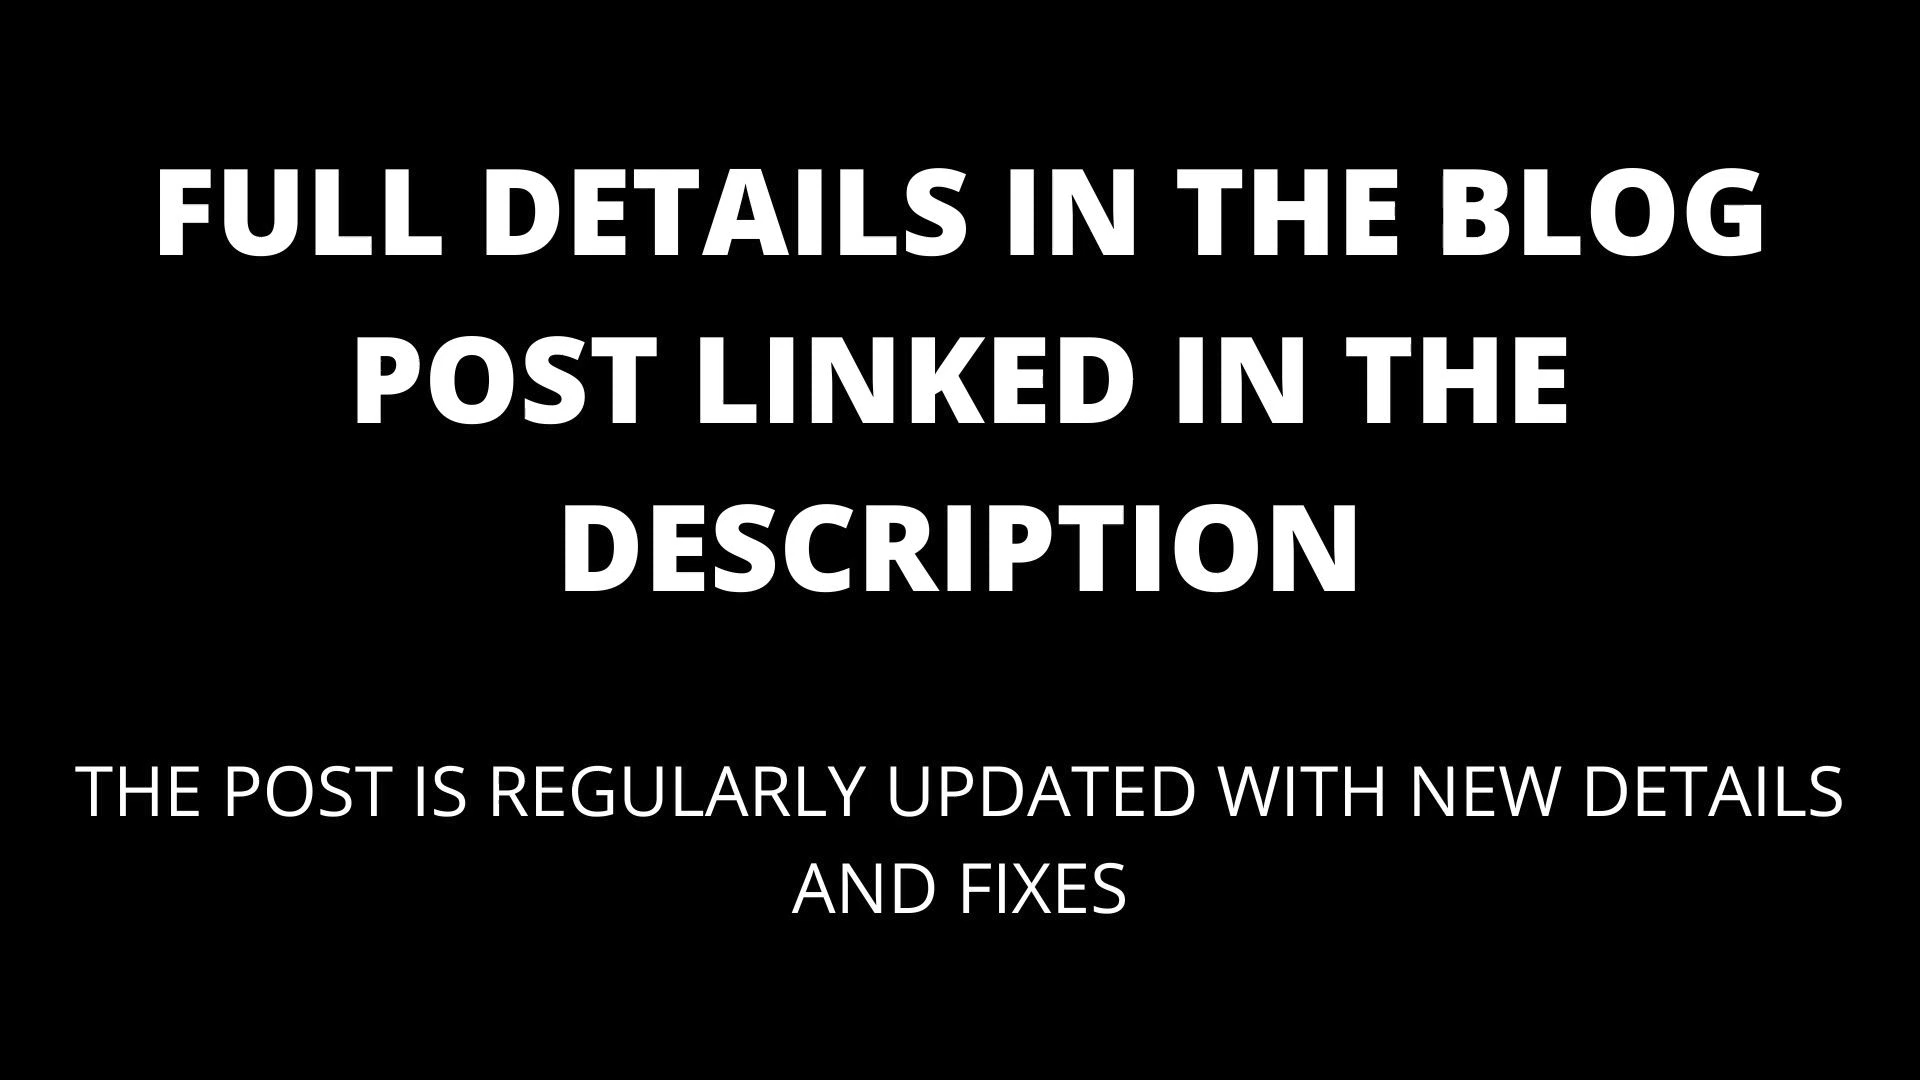 FULL DETAILS IN THE BLOG
POST LINKED IN THE
DESCRIPTION
THE POST IS REGULARLY UPDATED WITH NEW DETAILS
AND FIXES